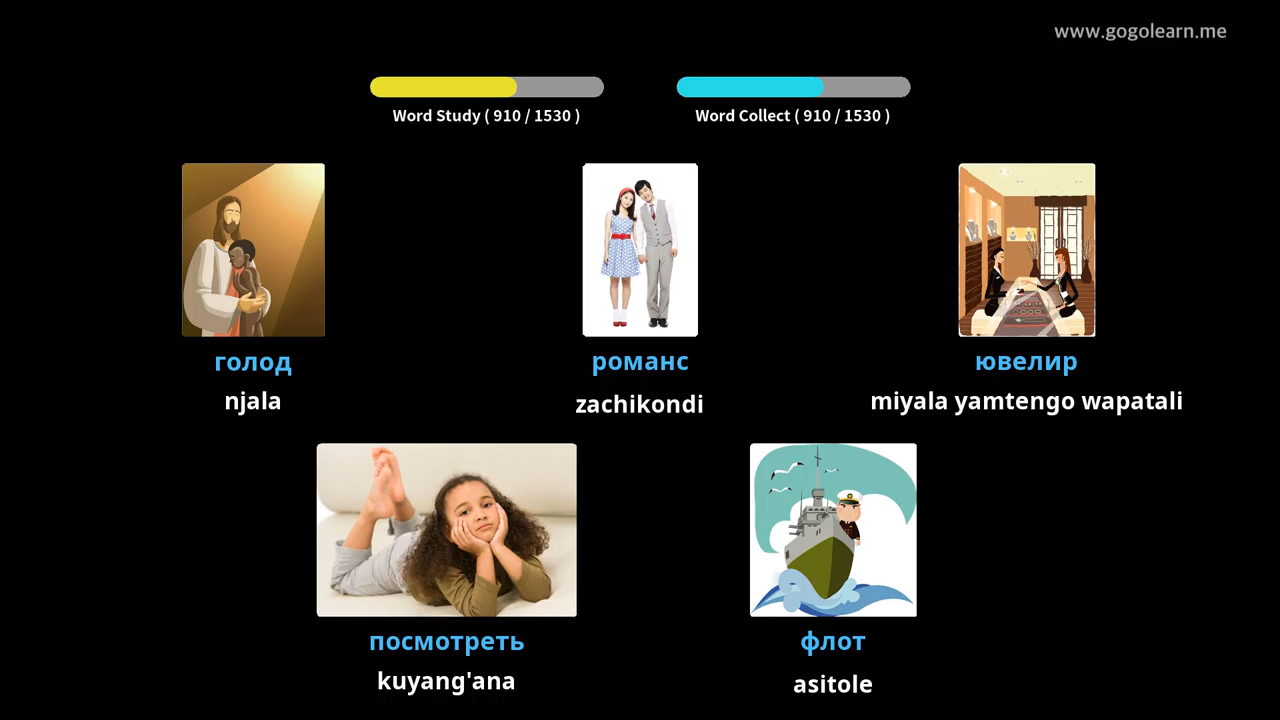 www.gogolearn.me
Word Study ( 910 / 1530 )
Word Collect ( 910 / 1530 )
голод
njala
романс
zachikondi
ювелир
miyala yamtengo wapatali
посмотреть
kuyang'ana
флот
asitole